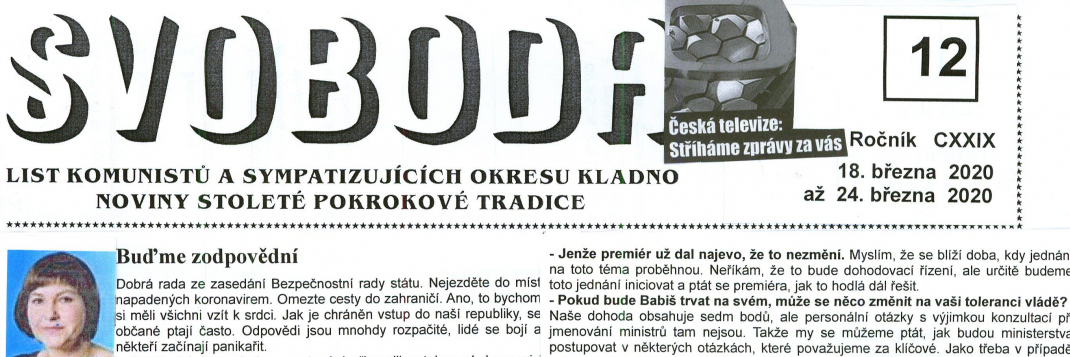 SVOBODA
12
Česká televize:
Stříháme zprávy za vás
Ročník CXXIX
18. března 2020
až 24. března 2020
LIST KOMUNISTŮ A SYMPATIZUJÍCÍCH OKRESU KLADNO
NOVINY STOLETÉ POKROKOVÉ TRADICE
Buďme zodpovědní
Dobrá rada ze zasedání Bezpečnostní rady státu. Nejezděte do míst
napadených koronavirem. Omezte cesty do zahraničí. Ano, to bychom
si měli všichni vzít k srdci. Jak je chráněn vstup do naší republiky, se
občané ptají často. Odpovědi jsou mnohdy rozpačité, lidé se bojí a
někteří začínají panikařit.
- Jenže premiér už dal najevo, že to nezmění. Myslím, že se blíží doba, kdy jednán
na toto téma proběhnou. Neříkám, že to bude dohodovací řízení, ale určitě budeme
toto jednání iniciovat a ptát se premiéra, jak to hodlá dál řešit.
- Pokud bude Babiš trvat na svém, může se něco změnit na vaší toleranci vládě?
Naše dohoda obsahuje sedm bodů, ale personální otázky s výjimkou konzultací př
jmenování ministrů tam nejsou. Takže my se můžeme ptát, jak budou ministerstva
postupovat v některých otázkách, které považujeme za klíčové. Jako třeba v případě